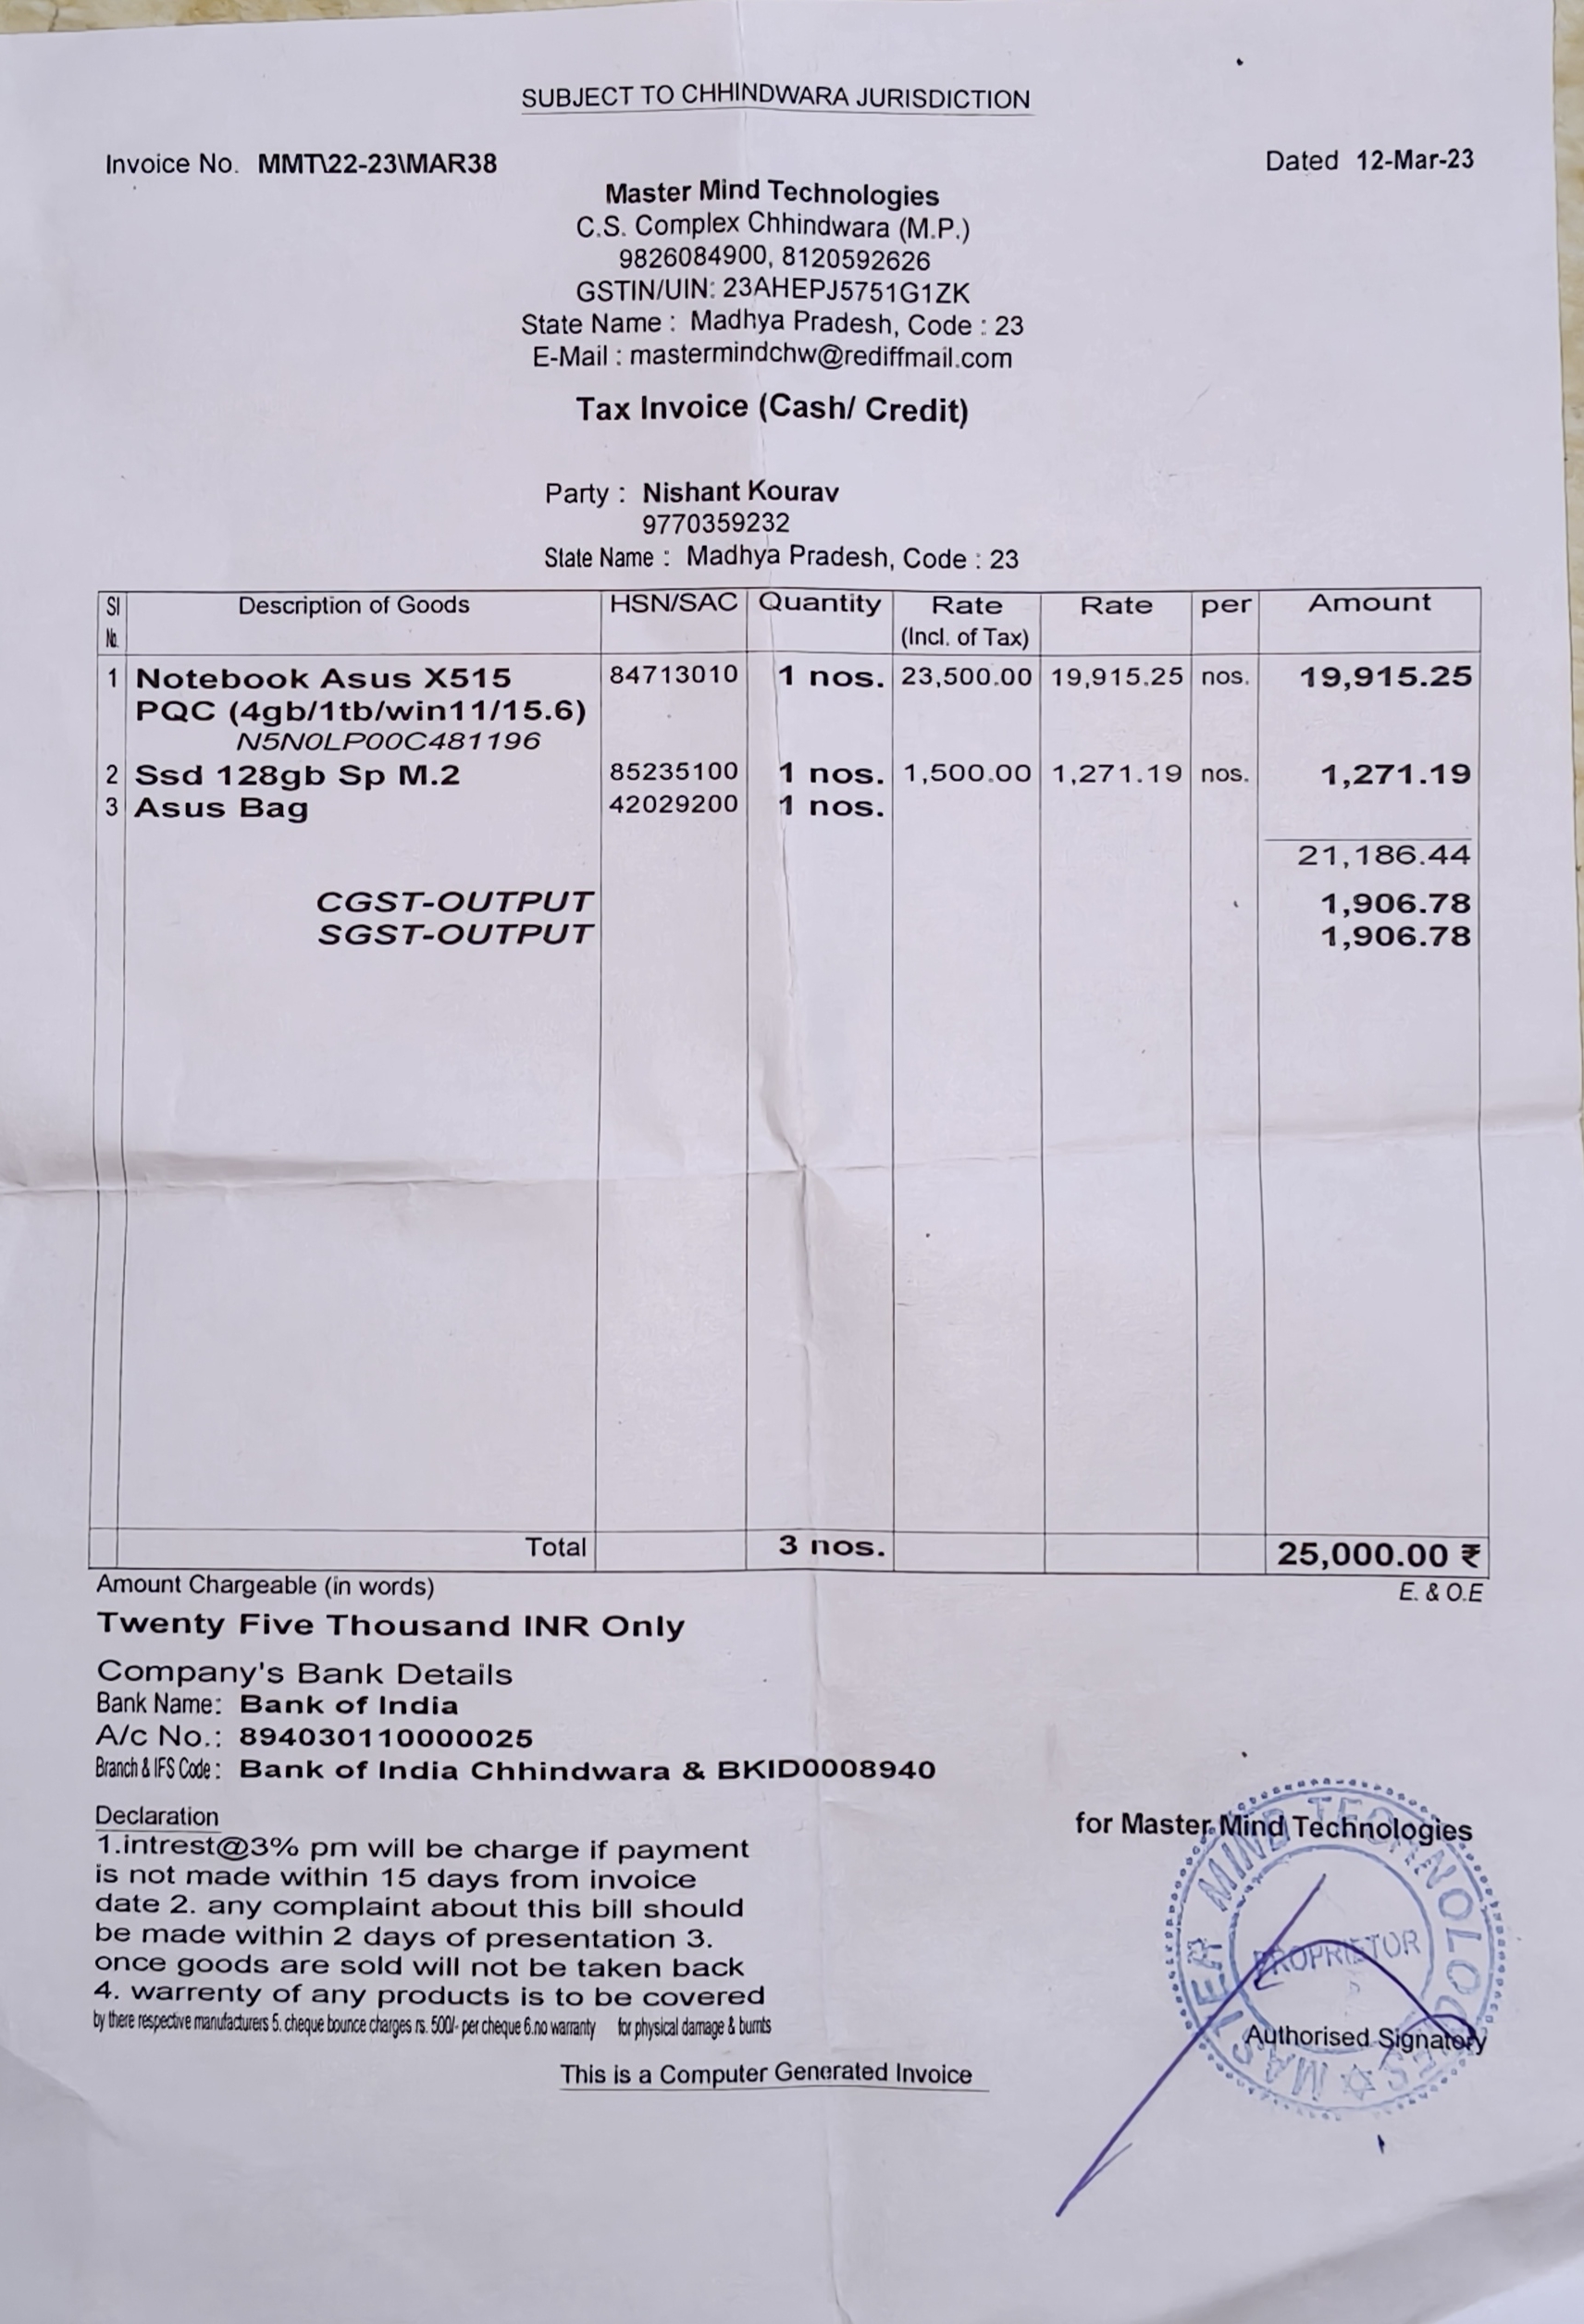 SUBJECT TO CHHINDWARA JURISDICTION
Invoice No. MMT\22-23\MAR38
Dated 12-Mar-23
Master Mind Technologies
C.S. Complex Chhindwara (M.P.)
9826084900, 8120592626
GSTIN/UIN: 23AHEPJ5751G1ZK
State Name : Madhya Pradesh, Code : 23
E-Mail : mastermindchw@rediffmail.com
Tax Invoice (Cash/ Credit)
Party : Nishant Kourav
9770359232
State Name : Madhya Pradesh, Code : 23
Sl No. Description of Goods HSN/SAC Quantity Rate (Incl. of Tax) Rate per Amount
1 Notebook Asus X515 84713010 1 nos. 23,500.00 19,915.25 nos. 19,915.25
PQC (4gb/1tb/win11/15.6)
N5N0LP00C481196
2 Ssd 128gb Sp M.2 85235100 1 nos. 1,500.00 1,271.19 nos. 1,271.19
3 Asus Bag 42029200 1 nos.
21,186.44
CGST-OUTPUT 1,906.78
SGST-OUTPUT 1,906.78
Total 3 nos. 25,000.00 ₹
Amount Chargeable (in words) E. & O.E
Twenty Five Thousand INR Only
Company's Bank Details
Bank Name: Bank of India
A/c No.: 894030110000025
Branch & IFS Code : Bank of India Chhindwara & BKID0008940
Declaration
1.intrest@3% pm will be charge if payment
is not made within 15 days from invoice
date 2. any complaint about this bill should
be made within 2 days of presentation 3.
once goods are sold will not be taken back
4. warrenty of any products is to be covered
by there respective manufacturers 5. cheque bounce charges rs. 500/- per cheque 6.no warranty for physical damage & burnts
for Master Mind Technologies
MASTER MIND TECHNOLOGIES
PROPRIETOR
Authorised Signatory
This is a Computer Generated Invoice